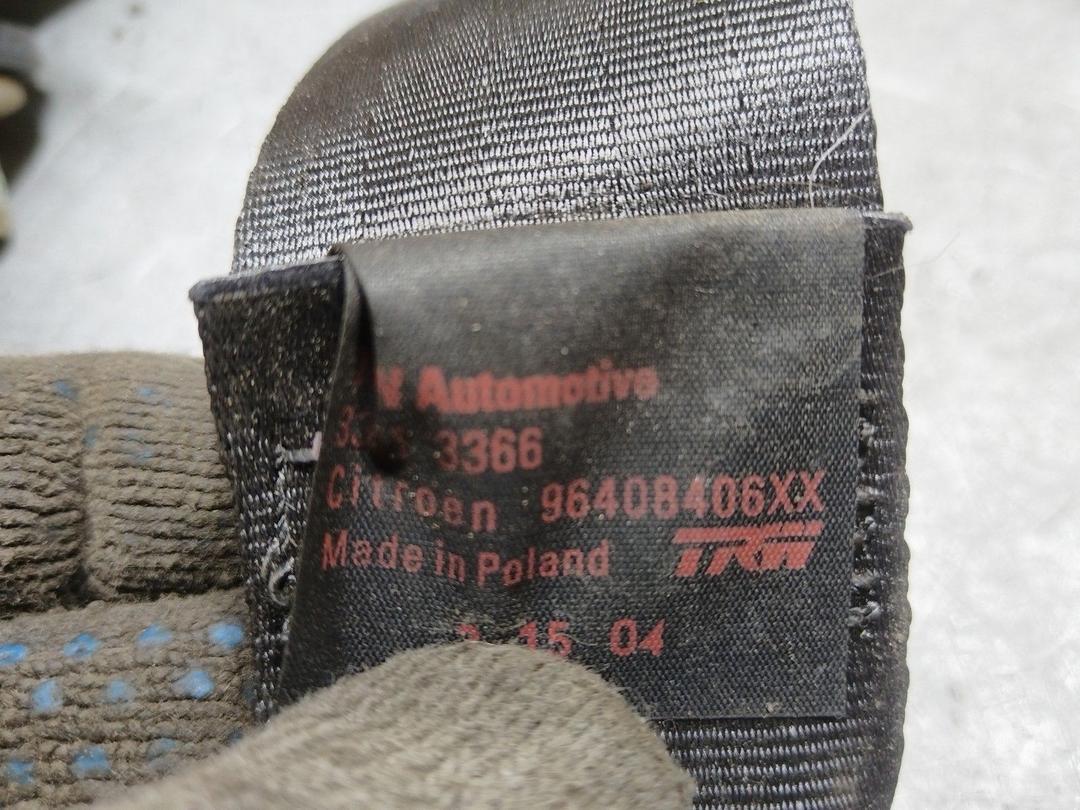 Automotive
3366
Citroen 96408406XX
Made in Poland TRW
15 04